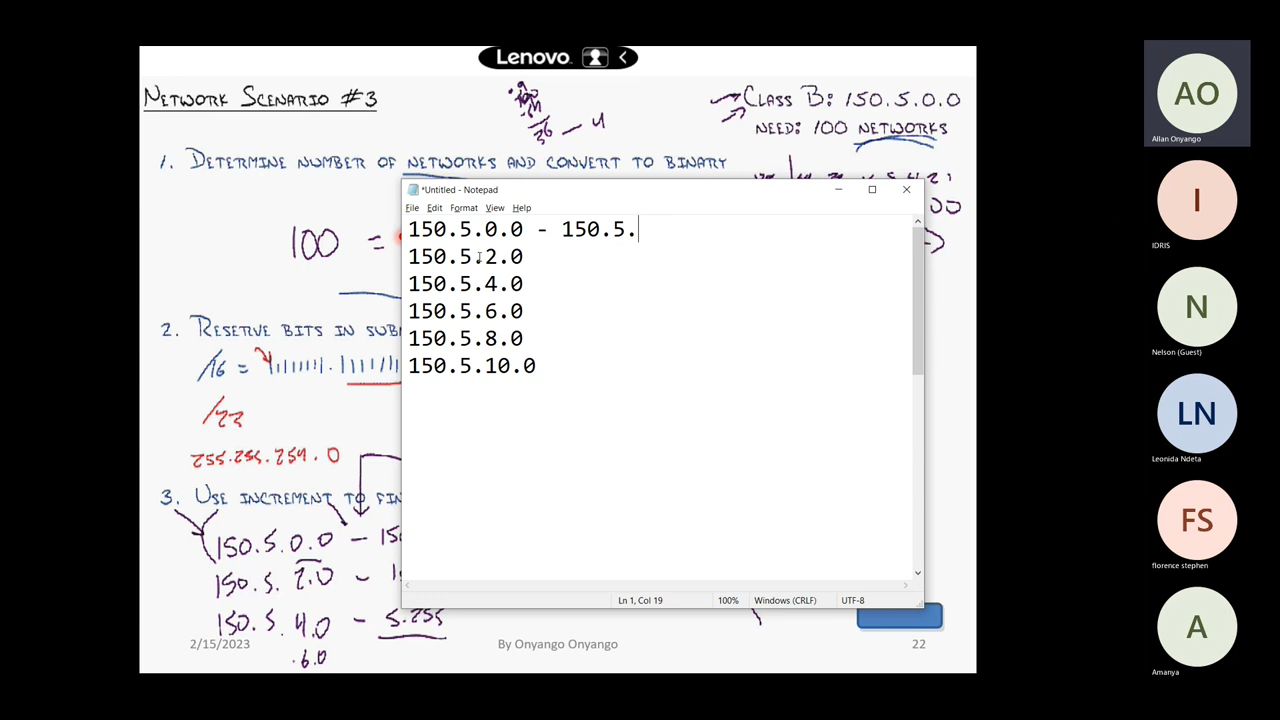 Lenovo
NETWORK SCENARIO #3
CLASS B: 150.5.0.0
NEED: 100 NETWORKS
36 – 4
1. DETERMINE NUMBER OF NETWORKS AND CONVERT TO BINARY
100 =
2. RESERVE BITS IN SUB
/16 = 11111111.1111111
/23
255.255.254.0
3. USE INCREMENT TO FIN
150.5.0.0 – 15
150.5.2.0 – 1
150.5.4.0 – 5.255
.6.0
2/15/2023
By Onyango Onyango
22
*Untitled - Notepad
File Edit Format View Help
150.5.0.0 - 150.5.
150.5.2.0
150.5.4.0
150.5.6.0
150.5.8.0
150.5.10.0
Ln 1, Col 19
100%
Windows (CRLF)
UTF-8
AO
Allan Onyango
I
IDRIS
N
Nelson (Guest)
LN
Leonida Ndeta
FS
florence stephen
A
Amanya